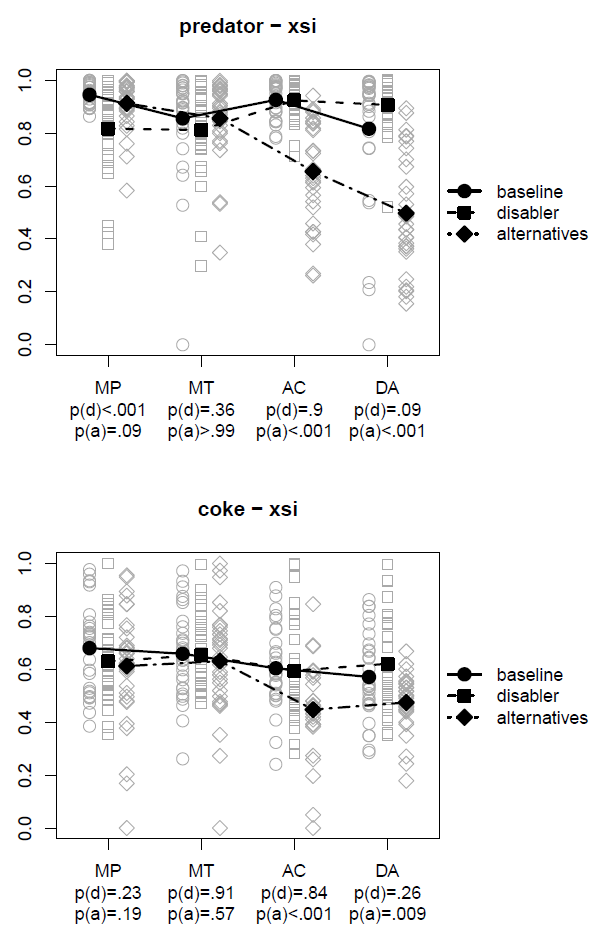 predator − xsi
1.0
0.8
0.6
0.4
0.2
0.0
baseline
disabler
alternatives
MP MT AC DA
p(d)<.001 p(d)=.36 p(d)=.9 p(d)=.09
p(a)=.09 p(a)>.99 p(a)<.001 p(a)<.001
coke − xsi
1.0
0.8
0.6
0.4
0.2
0.0
baseline
disabler
alternatives
MP MT AC DA
p(d)=.23 p(d)=.91 p(d)=.84 p(d)=.26
p(a)=.19 p(a)=.57 p(a)<.001 p(a)=.009